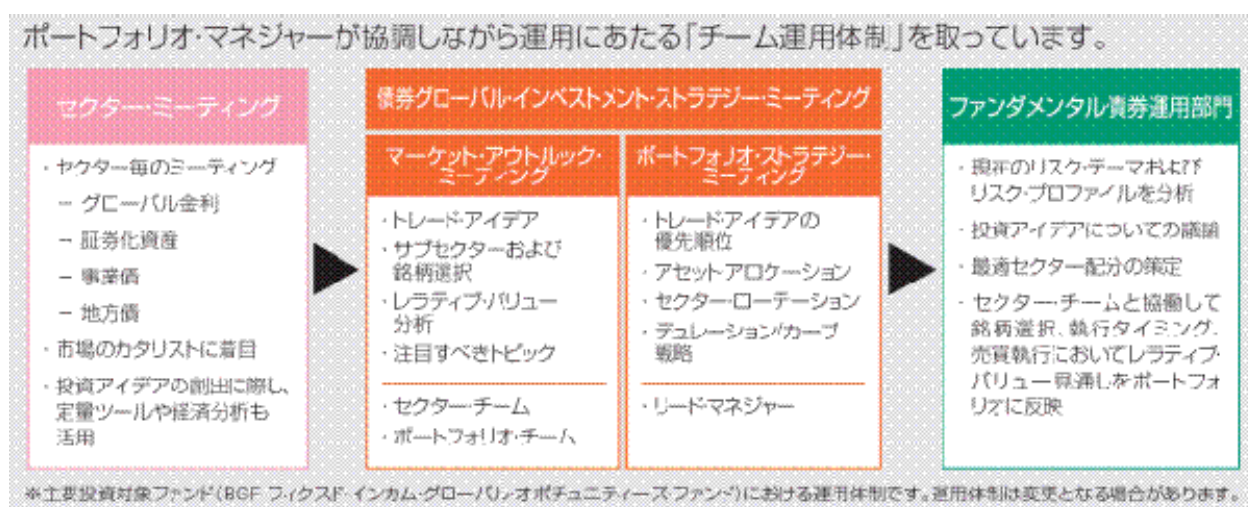 ポートフォリオ・マネジャーが協調しながら運用にあたる「チーム運用体制」を取っています。
セクター・ミーティング
・セクター毎のミーティング
－ グローバル金利
－ 証券化資産
－ 事業債
－ 地方債
・市場のカタリストに着目
・投資アイデアの創出に際し、
定量ツールや経済分析も
活用
債券グローバル・インベストメント・ストラテジー・ミーティング
マーケット・アウトルック・
ミーティング
・トレード・アイデア
・サブセクターおよび
銘柄選択
・レラティブ・バリュー
分析
・注目すべきトピック
・セクター・チーム
・ポートフォリオ・チーム
ポートフォリオ・ストラテジー・
ミーティング
・トレード・アイデアの
優先順位
・アセットアロケーション
・セクター・ローテーション
・デュレーション/カーブ
戦略
・リードマネジャー
ファンダメンタル債券運用部門
・現在のリスク・テーマおよび
リスク・プロファイルを分析
・投資アイデアについての議論
・最適セクター配分の策定
・セクター・チームと協働して
銘柄選択、執行タイミング、
売買執行においてレラティブ・
バリュー見通しをポートフォ
リオに反映
※主要投資対象ファンド（BGF フィクスド・インカム・グローバル・オポチュニティーズ・ファンド）における運用体制です。運用体制は変更となる場合があります。